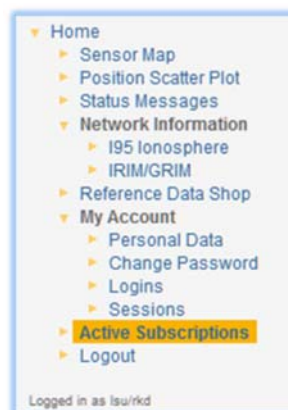 Home
Sensor Map
Position Scatter Plot
Status Messages
Network Information
I95 Ionosphere
IRIM/GRIM
Reference Data Shop
My Account
Personal Data
Change Password
Logins
Sessions
Active Subscriptions
Logout
Logged in as lsu/rkd